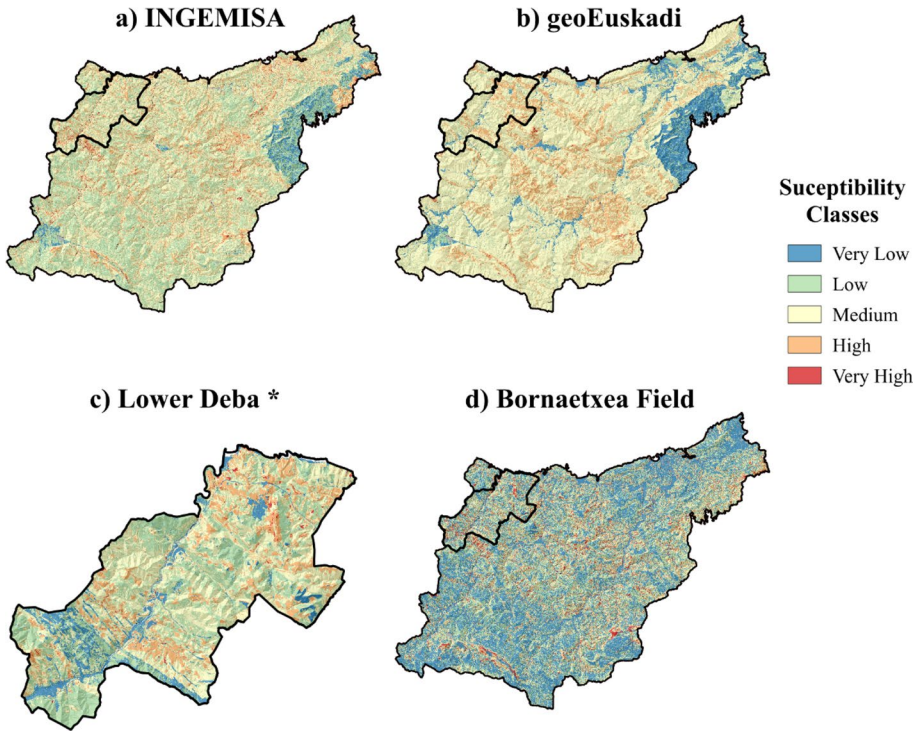 a) INGEMISA
b) geoEuskadi
Suceptibility
Classes
Very Low
Low
Medium
High
Very High
c) Lower Deba *
d) Bornaetxea Field